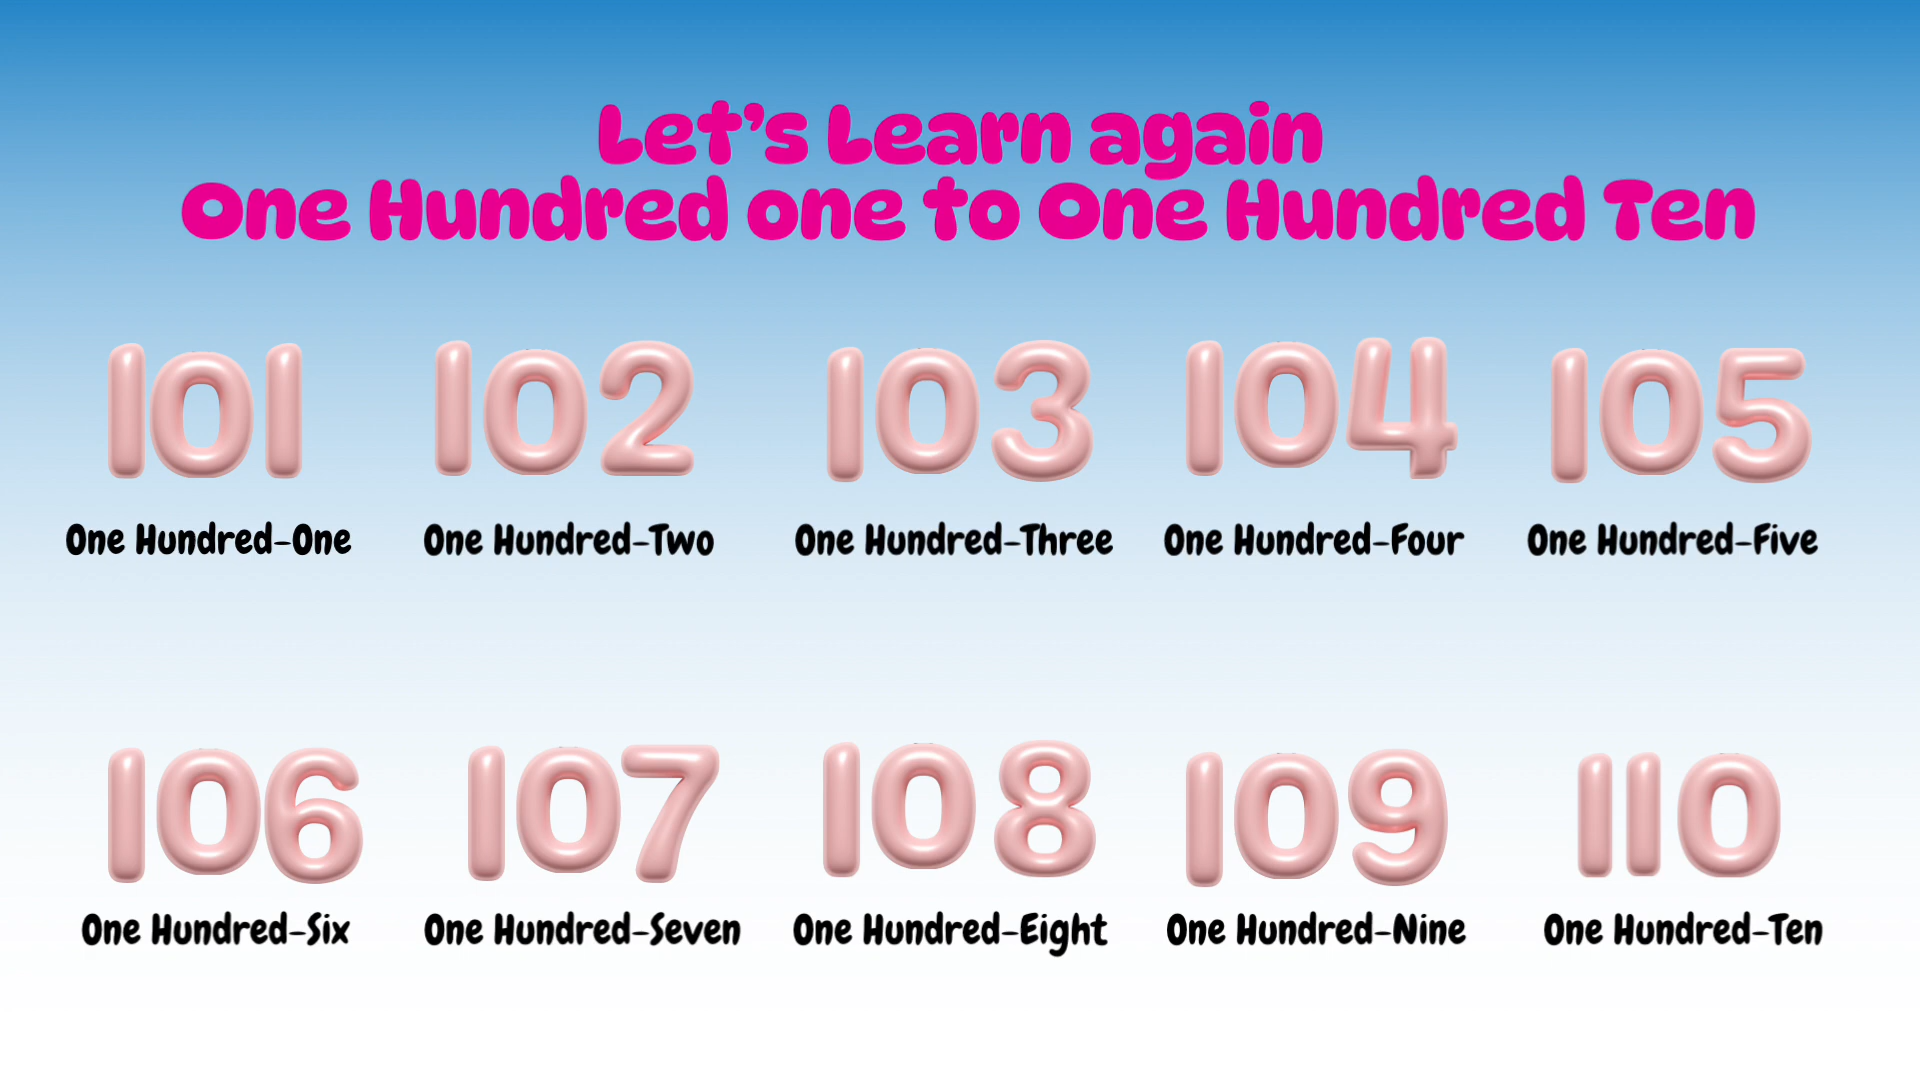 Let's Learn again
One Hundred one to One Hundred Ten
101 102 103 104 105
One Hundred-One One Hundred-Two One Hundred-Three One Hundred-Four One Hundred-Five
106 107 108 109 110
One Hundred-Six One Hundred-Seven One Hundred-Eight One Hundred-Nine One Hundred-Ten